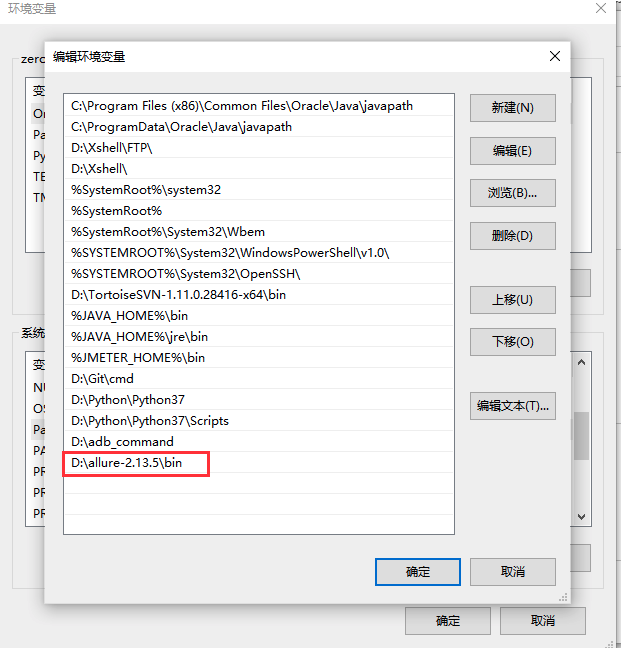 环境变量
编辑环境变量
zero
变
Or
Pa
Py
TE
TM
C:\Program Files (x86)\Common Files\Oracle\Java\javapath
C:\ProgramData\Oracle\Java\javapath
D:\Xshell\FTP\
D:\Xshell\
%SystemRoot%\system32
%SystemRoot%
%SystemRoot%\System32\Wbem
%SYSTEMROOT%\System32\WindowsPowerShell\v1.0\
%SYSTEMROOT%\System32\OpenSSH\
D:\TortoiseSVN-1.11.0.28416-x64\bin
%JAVA_HOME%\bin
%JAVA_HOME%\jre\bin
%JMETER_HOME%\bin
D:\Git\cmd
D:\Python\Python37
D:\Python\Python37\Scripts
D:\adb_command
D:\allure-2.13.5\bin
新建(N)
编辑(E)
浏览(B)...
删除(D)
上移(U)
下移(O)
编辑文本(T)...
系统
变
NU
OS
Pa
PA
PR
PR
PR
确定
取消
确定
取消